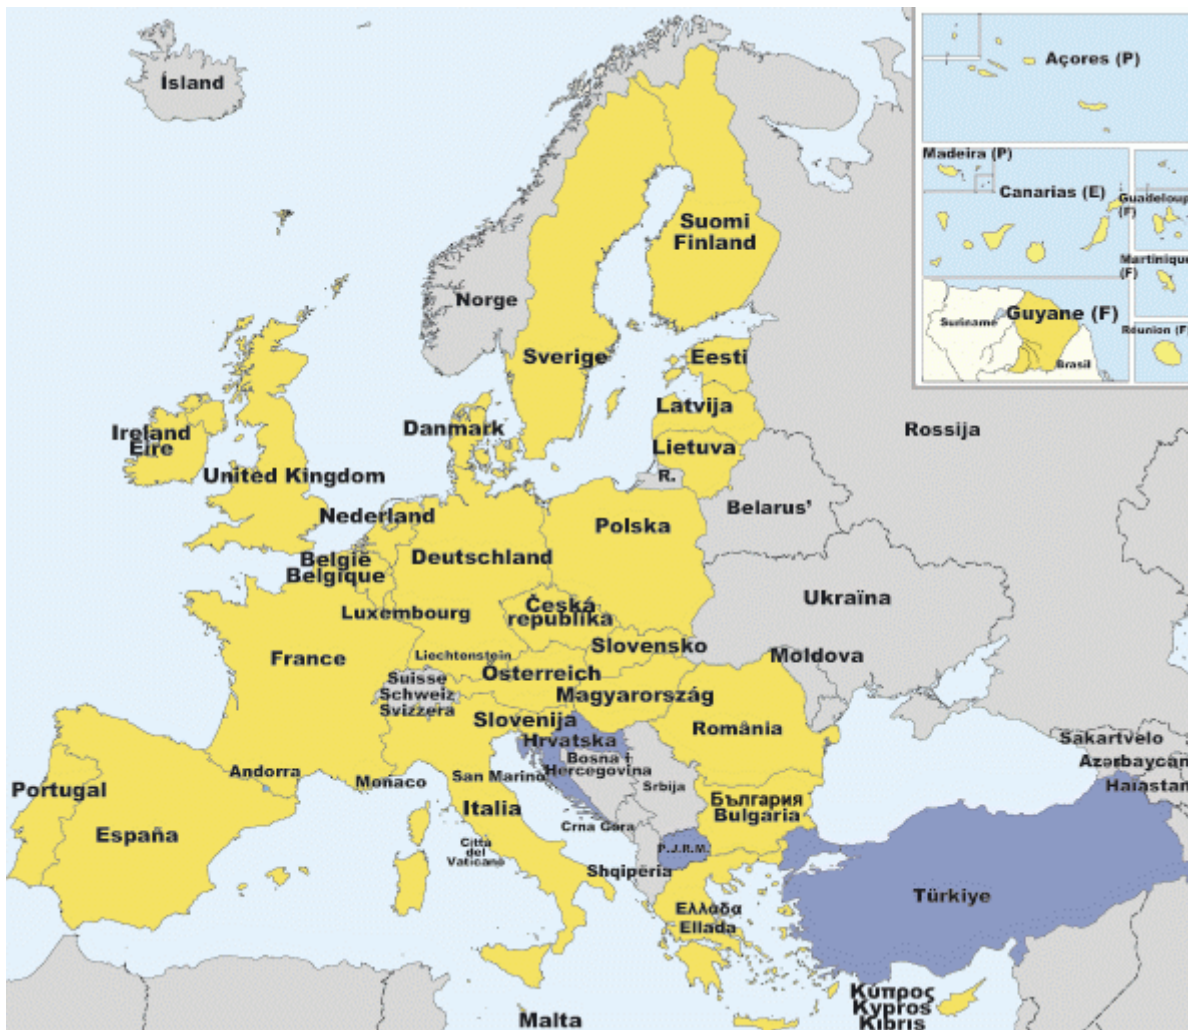 Ísland
Açores (P)
Madeira (P)
Canarias (E)
Guadeloup
(F)
Martinique
(F)
Guyane (F)
Suriname
Brasil
Réunion (F)
Suomi
Finland
Norge
Sverige
Eesti
Latvija
Lietuva
R.
Rossija
Danmark
Ireland
Eire
United Kingdom
Nederland
Belarus'
Polska
België
Belgique
Deutschland
Luxembourg
Česká
republika
Ukraïna
Slovensko
Moldova
France
Liechtenstein
Österreich
Suisse
Schweiz
Svizzera
Magyarország
Slovenija
Hrvatska
România
Bosna i
Hercegovina
Srbija
Sakartvelo
Azərbaycan
Haiastan
Andorra
Monaco
San Marino
Portugal
España
Italia
Città
del
Vaticano
Crna Gora
България
Bulgaria
P.J.R.M.
Shqipëria
Türkiye
Ελλάδα
Ellada
Κύπρος
Kypros
Kıbrıs
Malta